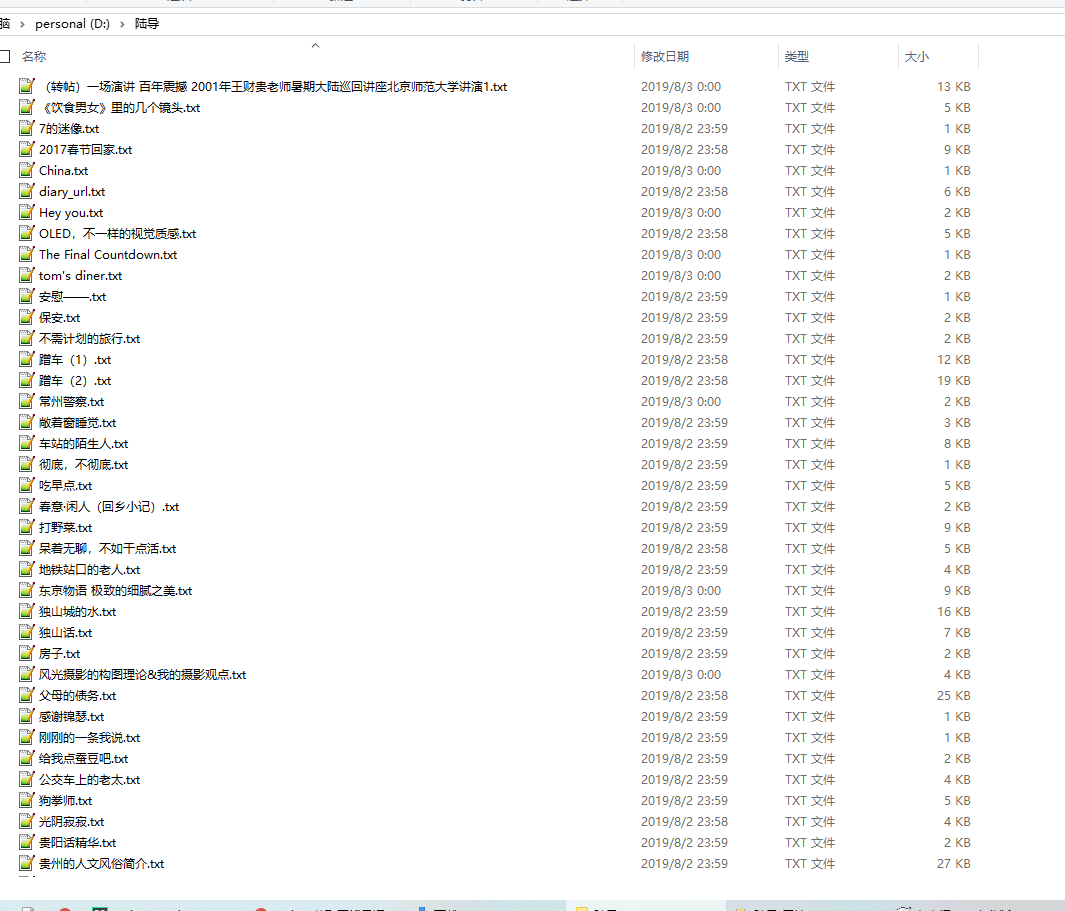 脑 › personal (D:) › 陆导
名称 修改日期 类型 大小
（转帖）一场演讲 百年震撼 2001年王财贵老师暑期大陆巡回讲座北京师范大学讲演1.txt 2019/8/3 0:00 TXT 文件 13 KB
《饮食男女》里的几个镜头.txt 2019/8/3 0:00 TXT 文件 5 KB
7的迷像.txt 2019/8/2 23:59 TXT 文件 1 KB
2017春节回家.txt 2019/8/2 23:58 TXT 文件 9 KB
China.txt 2019/8/3 0:00 TXT 文件 1 KB
diary_url.txt 2019/8/2 23:58 TXT 文件 6 KB
Hey you.txt 2019/8/3 0:00 TXT 文件 2 KB
OLED，不一样的视觉质感.txt 2019/8/2 23:58 TXT 文件 5 KB
The Final Countdown.txt 2019/8/3 0:00 TXT 文件 1 KB
tom's diner.txt 2019/8/3 0:00 TXT 文件 2 KB
安慰——.txt 2019/8/2 23:59 TXT 文件 1 KB
保安.txt 2019/8/2 23:59 TXT 文件 2 KB
不需计划的旅行.txt 2019/8/2 23:59 TXT 文件 2 KB
蹭车（1）.txt 2019/8/2 23:58 TXT 文件 12 KB
蹭车（2）.txt 2019/8/2 23:58 TXT 文件 19 KB
常州警察.txt 2019/8/3 0:00 TXT 文件 2 KB
敞着窗睡觉.txt 2019/8/2 23:59 TXT 文件 3 KB
车站的陌生人.txt 2019/8/2 23:59 TXT 文件 8 KB
彻底，不彻底.txt 2019/8/2 23:59 TXT 文件 1 KB
吃早点.txt 2019/8/2 23:59 TXT 文件 5 KB
春意·闲人（回乡小记）.txt 2019/8/2 23:59 TXT 文件 2 KB
打野菜.txt 2019/8/2 23:59 TXT 文件 9 KB
呆着无聊，不如干点活.txt 2019/8/2 23:58 TXT 文件 5 KB
地铁站口的老人.txt 2019/8/2 23:59 TXT 文件 4 KB
东京物语 极致的细腻之美.txt 2019/8/3 0:00 TXT 文件 9 KB
独山城的水.txt 2019/8/2 23:59 TXT 文件 16 KB
独山话.txt 2019/8/2 23:59 TXT 文件 7 KB
房子.txt 2019/8/2 23:59 TXT 文件 2 KB
风光摄影的构图理论&我的摄影观点.txt 2019/8/3 0:00 TXT 文件 4 KB
父母的债务.txt 2019/8/2 23:58 TXT 文件 25 KB
感谢锦瑟.txt 2019/8/2 23:59 TXT 文件 1 KB
刚刚的一条我说.txt 2019/8/2 23:59 TXT 文件 1 KB
给我点蚕豆吧.txt 2019/8/2 23:59 TXT 文件 2 KB
公交车上的老太.txt 2019/8/2 23:59 TXT 文件 4 KB
狗拳师.txt 2019/8/2 23:59 TXT 文件 5 KB
光阴寂寂.txt 2019/8/2 23:58 TXT 文件 4 KB
贵阳话精华.txt 2019/8/2 23:59 TXT 文件 2 KB
贵州的人文风俗简介.txt 2019/8/2 23:59 TXT 文件 27 KB